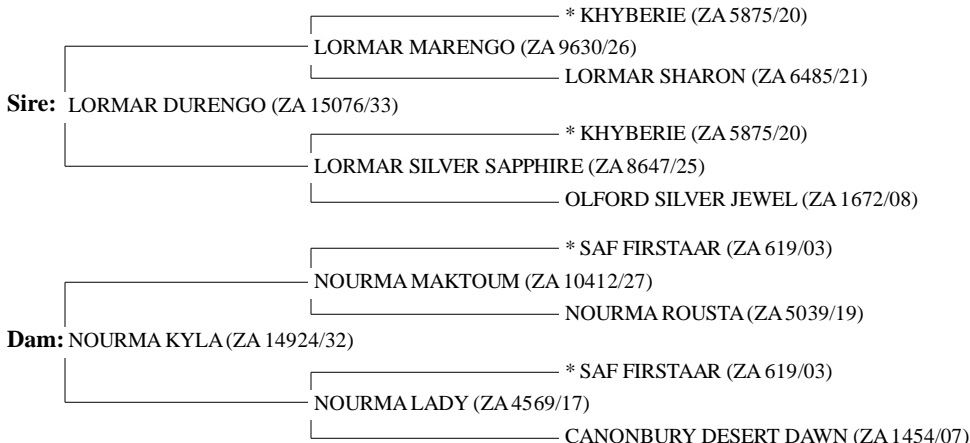 * KHYBERIE (ZA 5875/20)
LORMAR MARENGO (ZA 9630/26)
LORMAR SHARON (ZA 6485/21)
Sire: LORMAR DURENGO (ZA 15076/33)
* KHYBERIE (ZA 5875/20)
LORMAR SILVER SAPPHIRE (ZA 8647/25)
OLFORD SILVER JEWEL (ZA 1672/08)
* SAF FIRSTAAR (ZA 619/03)
NOURMA MAKTOUM (ZA 10412/27)
NOURMA ROUSTA (ZA 5039/19)
Dam: NOURMA KYLA (ZA 14924/32)
* SAF FIRSTAAR (ZA 619/03)
NOURMA LADY (ZA 4569/17)
CANONBURY DESERT DAWN (ZA 1454/07)